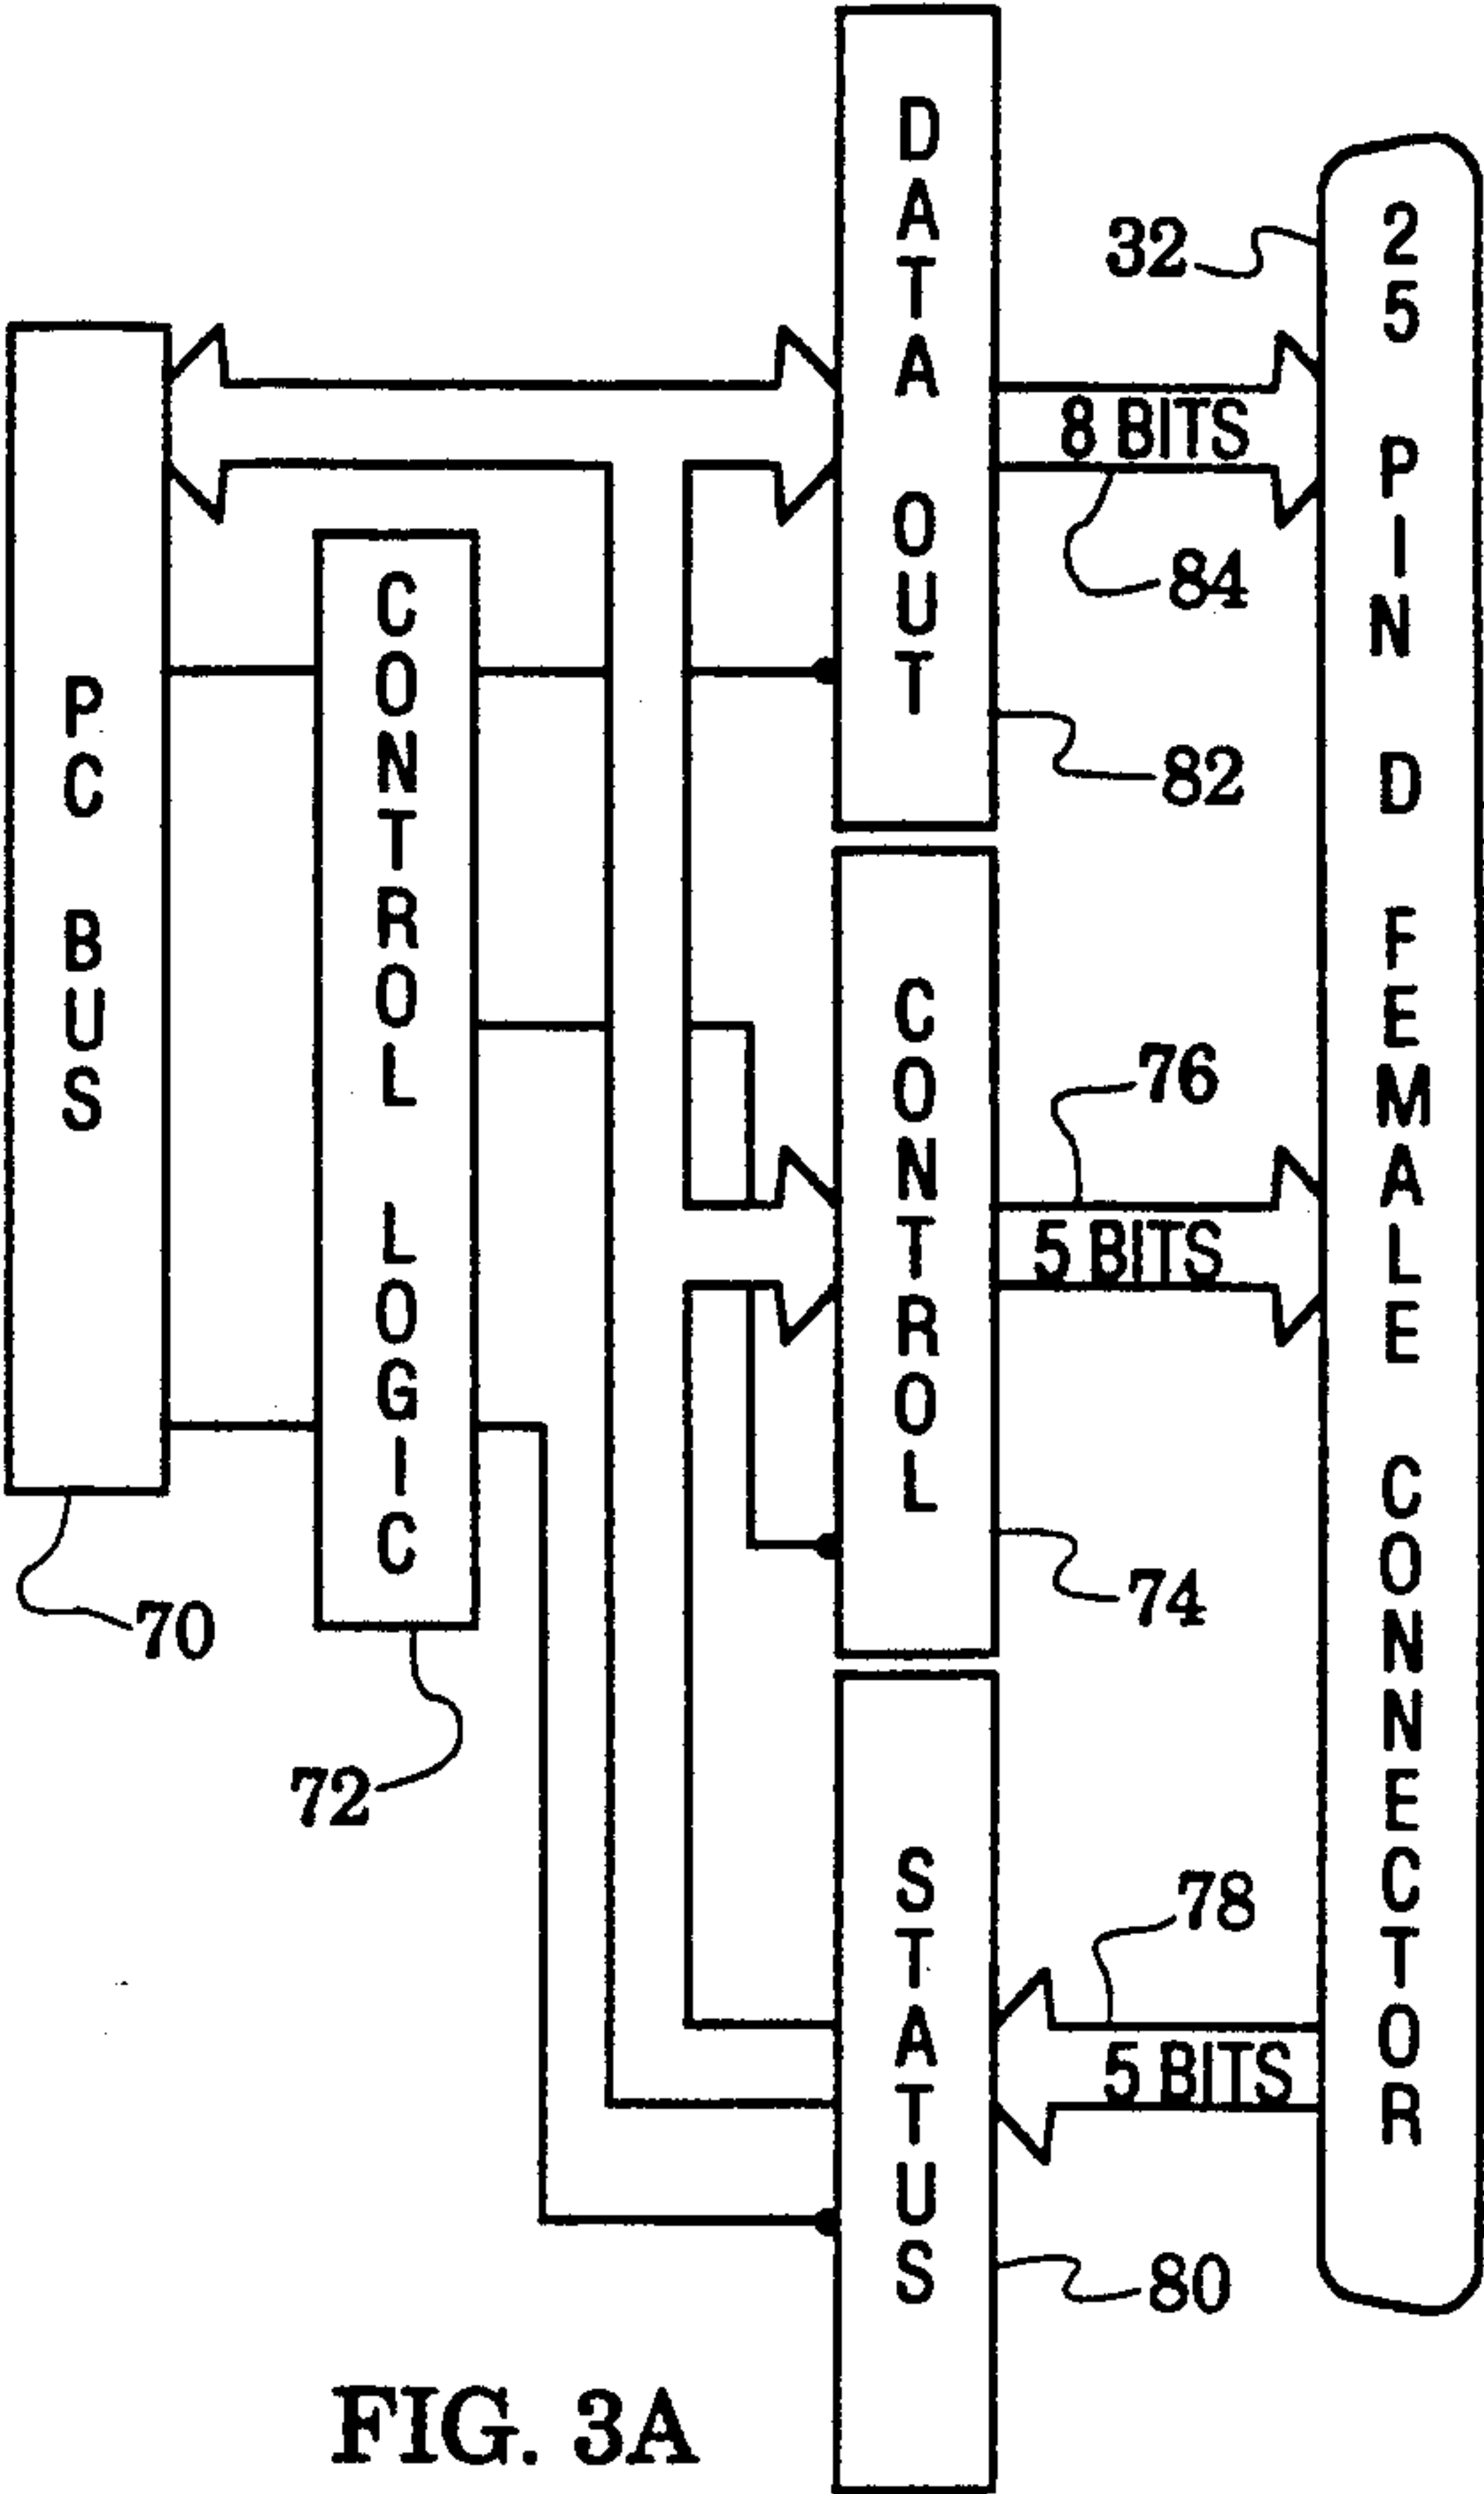 PC BUS
70
CONTROL LOGIC
72
DATA OUT
82
CONTROL
74
STATUS
80
32
8 BITS
84
76
5 BITS
78
5 BITS
25 PIN D FEMALE CONNECTOR
FIG. 3A